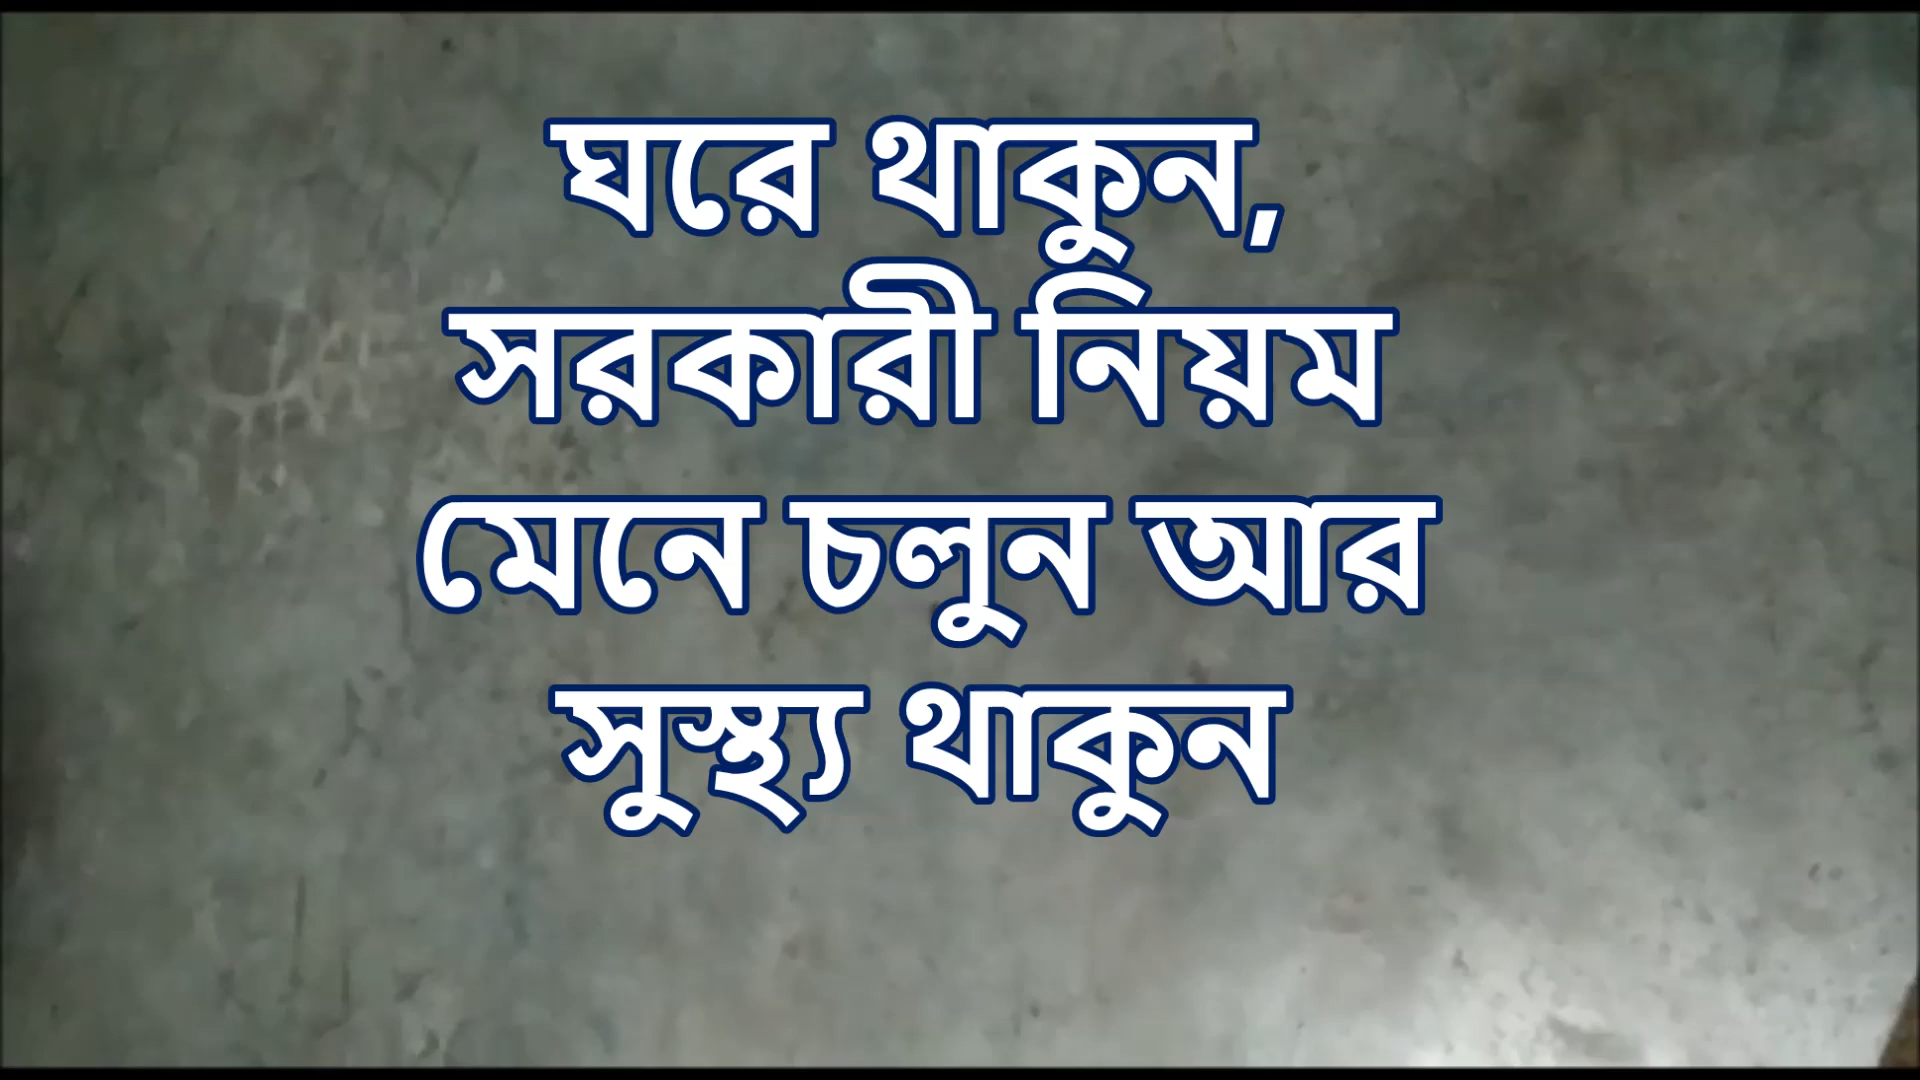 ঘরে থাকুন,
সরকারী নিয়ম
মেনে চলুন আর
সুস্থ্য থাকুন